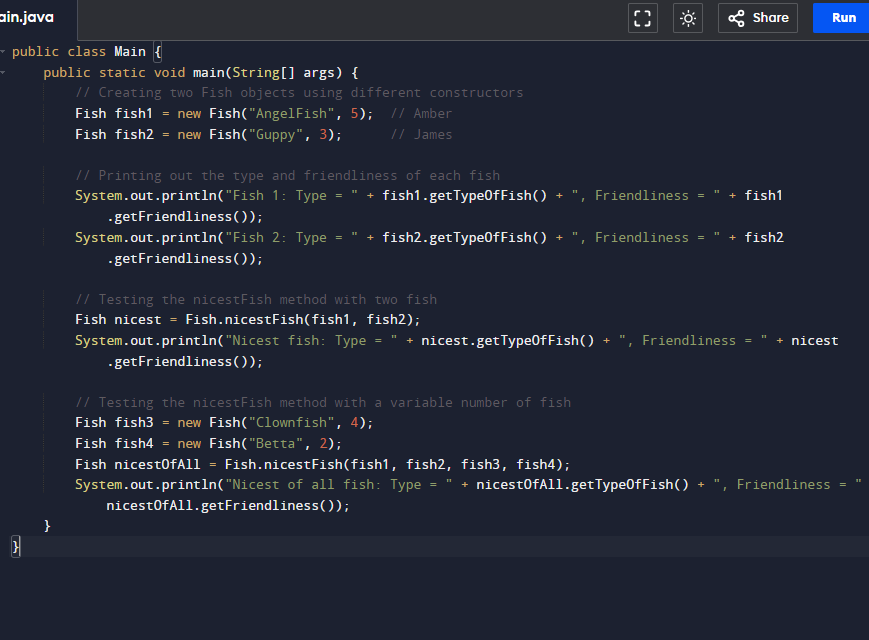 ain.java
Share
Run
public class Main {
public static void main(String[] args) {
// Creating two Fish objects using different constructors
Fish fish1 = new Fish("AngelFish", 5);  // Amber
Fish fish2 = new Fish("Guppy", 3);      // James
// Printing out the type and friendliness of each fish
System.out.println("Fish 1: Type = " + fish1.getTypeOfFish() + ", Friendliness = " + fish1
.getFriendliness());
System.out.println("Fish 2: Type = " + fish2.getTypeOfFish() + ", Friendliness = " + fish2
.getFriendliness());
// Testing the nicestFish method with two fish
Fish nicest = Fish.nicestFish(fish1, fish2);
System.out.println("Nicest fish: Type = " + nicest.getTypeOfFish() + ", Friendliness = " + nicest
.getFriendliness());
// Testing the nicestFish method with a variable number of fish
Fish fish3 = new Fish("Clownfish", 4);
Fish fish4 = new Fish("Betta", 2);
Fish nicestOfAll = Fish.nicestFish(fish1, fish2, fish3, fish4);
System.out.println("Nicest of all fish: Type = " + nicestOfAll.getTypeOfFish() + ", Friendliness = "
nicestOfAll.getFriendliness());
}
}